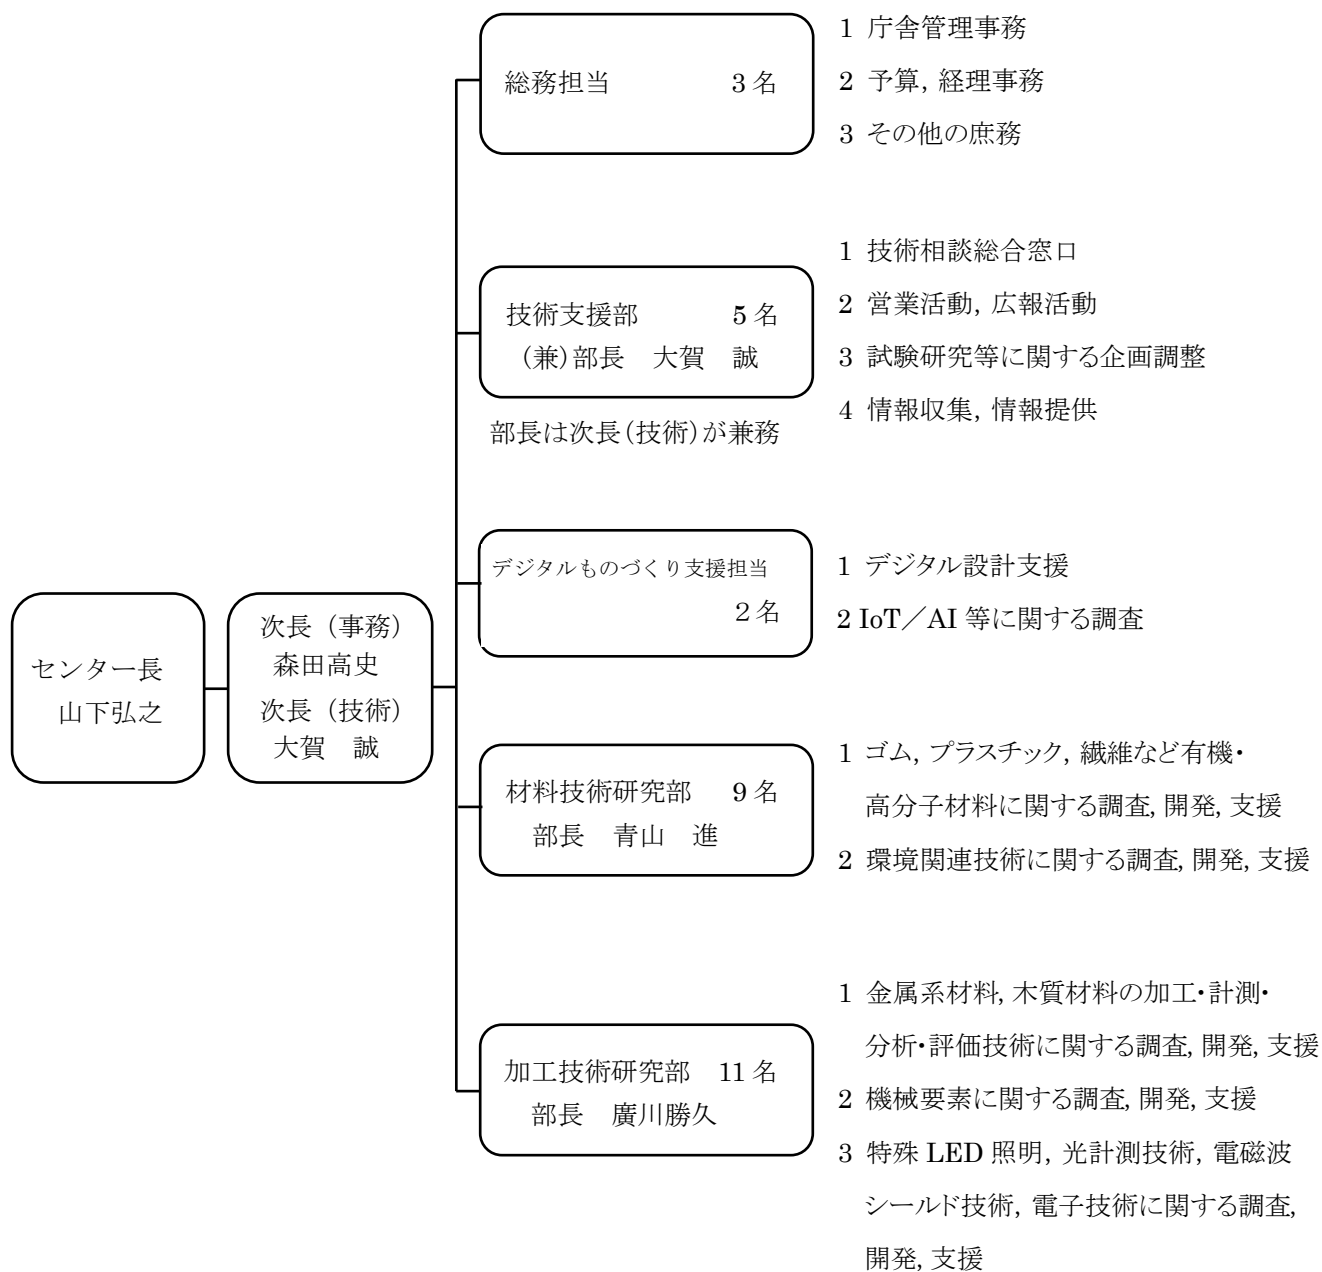 総務担当 3名
1 庁舎管理事務
2 予算, 経理事務
3 その他の庶務
技術支援部 5名
(兼)部長 大賀 誠
部長は次長(技術)が兼務
1 技術相談総合窓口
2 営業活動, 広報活動
3 試験研究等に関する企画調整
4 情報収集, 情報提供
デジタルものづくり支援担当
2名
1 デジタル設計支援
2 IoT/AI 等に関する調査
センター長
山下弘之
次長(事務)
森田高史
次長(技術)
大賀 誠
材料技術研究部 9名
部長 青山 進
1 ゴム, プラスチック, 繊維など有機・
高分子材料に関する調査, 開発, 支援
2 環境関連技術に関する調査, 開発, 支援
加工技術研究部 11名
部長 廣川勝久
1 金属系材料, 木質材料の加工・計測・
分析・評価技術に関する調査, 開発, 支援
2 機械要素に関する調査, 開発, 支援
3 特殊 LED 照明, 光計測技術, 電磁波
シールド技術, 電子技術に関する調査,
開発, 支援